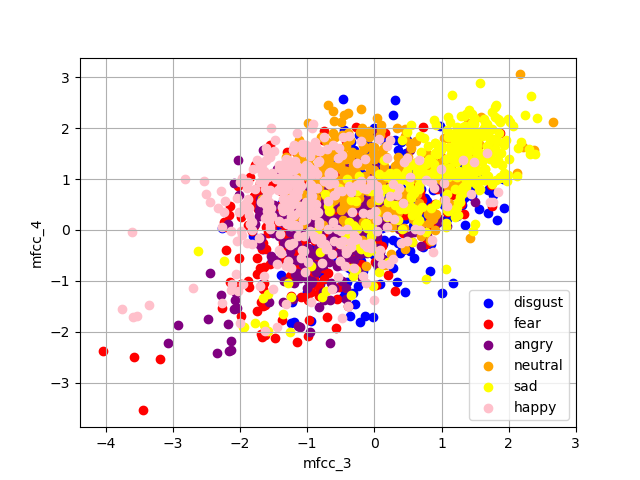 3
2
1
0
−1
−2
−3
mfcc_4
−4 −3 −2 −1 0 1 2 3
mfcc_3
disgust
fear
angry
neutral
sad
happy